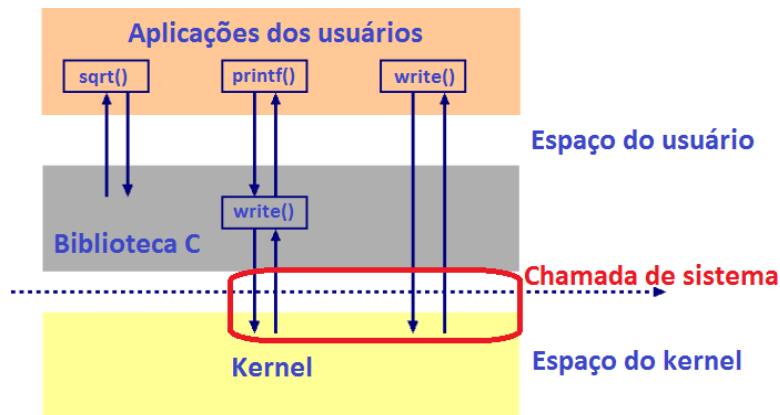 Aplicações dos usuários
sqrt()
printf()
write()
Espaço do usuário
write()
Biblioteca C
Chamada de sistema
Kernel
Espaço do kernel